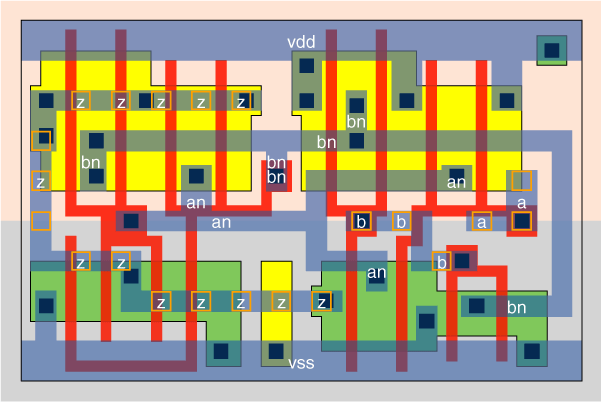 vdd
z z z z z
bn
bn
bn bn
bn
z an a
an
an b b a
z z an b
z z z z z bn
vss